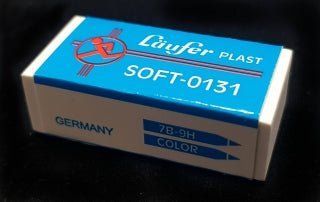 Läufer PLAST
SOFT-0131
GERMANY
7B-9H
COLOR